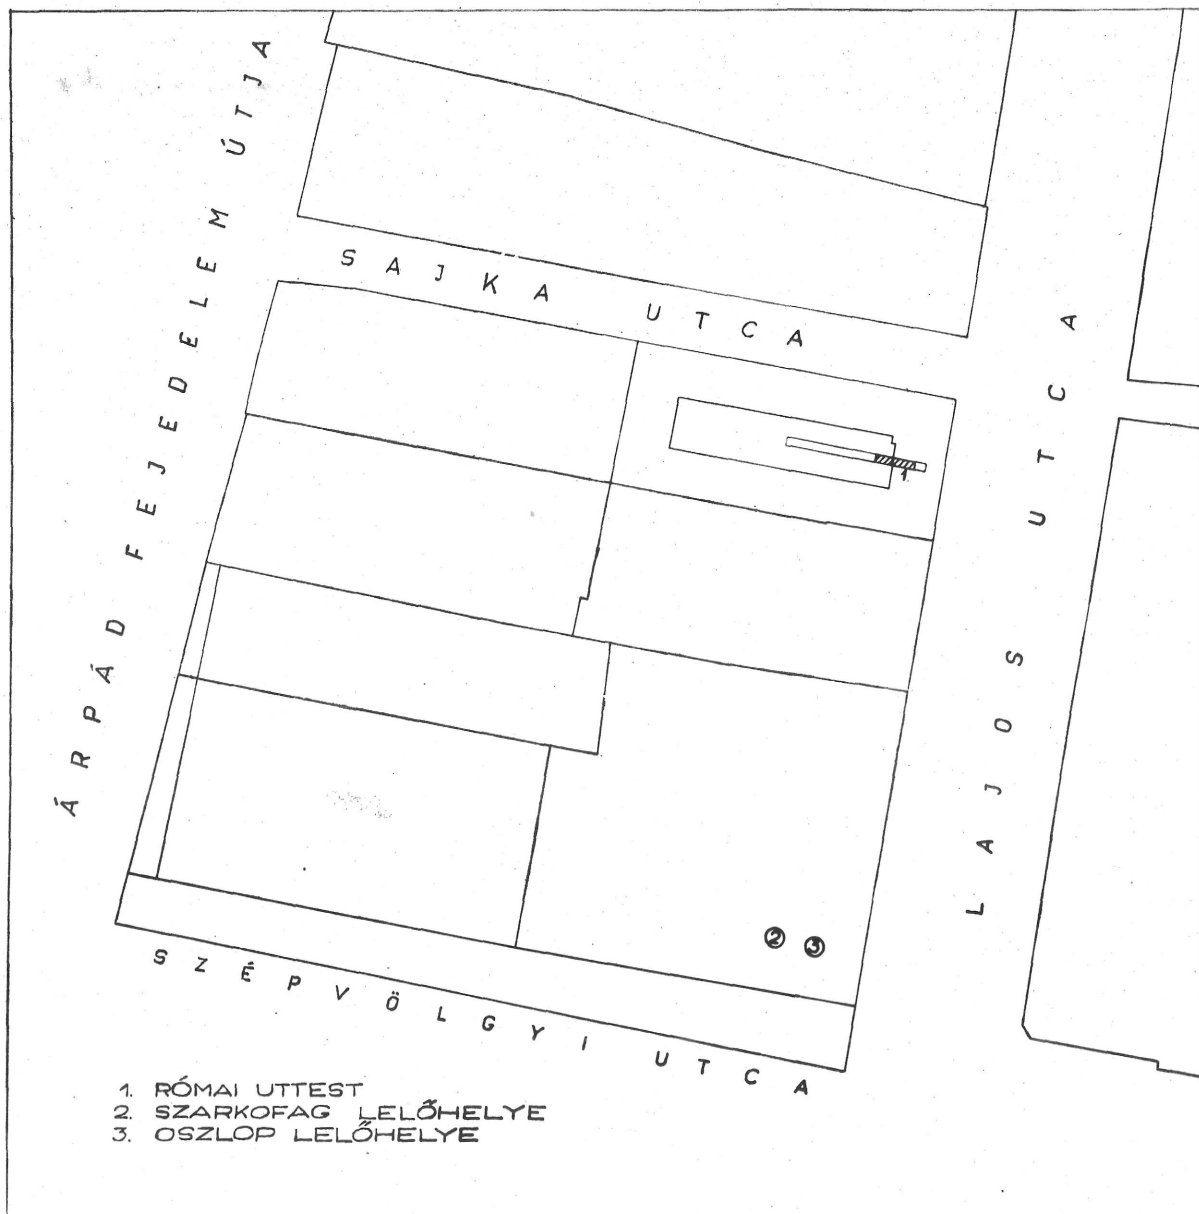 ÁRPÁD FEJEDELEM ÚTJA
SAJKA UTCA
LAJOS UTCA
1.
2
3
SZÉPVÖLGYI UTCA
1. RÓMAI UTTEST
2. SZARKOFAG LELŐHELYE
3. OSZLOP LELŐHELYE